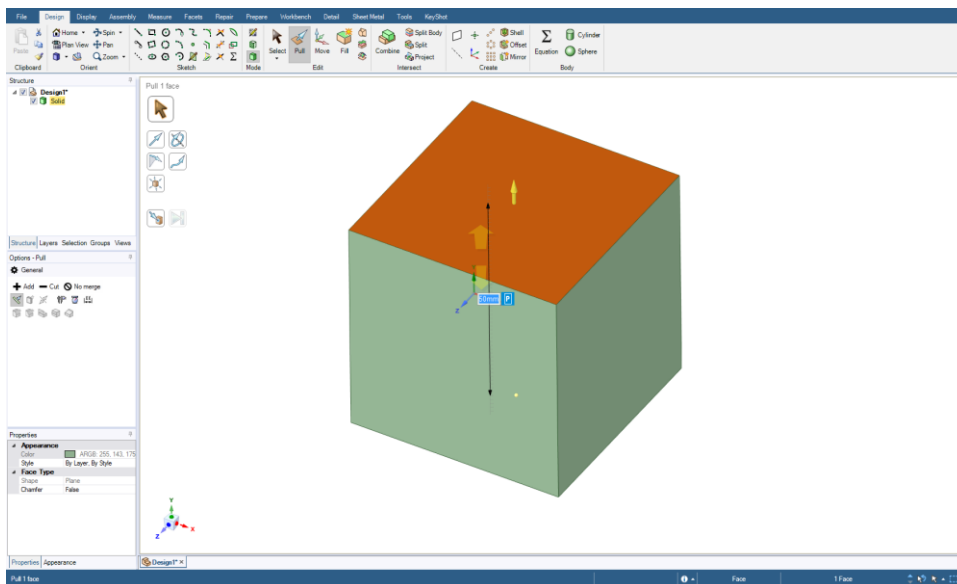 File Design Display Assembly Measure Facets Repair Prepare Workbench Detail Sheet Metal Tools KeyShot
Home Spin Split Body Shell Cylinder
Paste Plan View Pan Select Pull Move Fill Combine Split Offset Equation Sphere
Zoom Project Mirror
Clipboard Orient Sketch Mode Edit Intersect Create Body
Structure
Design1*
Solid
Pull 1 face
Structure Layers Selection Groups Views
Options - Pull
General
Add Cut No merge
60mm P
Z
Properties
Appearance
Color ARGB: 255, 143, 175
Style By Layer, By Style
Face Type
Shape Plane
Chamfer False
Y
X
Z
Properties Appearance
Design1* ×
Pull 1 face Face 1 Face